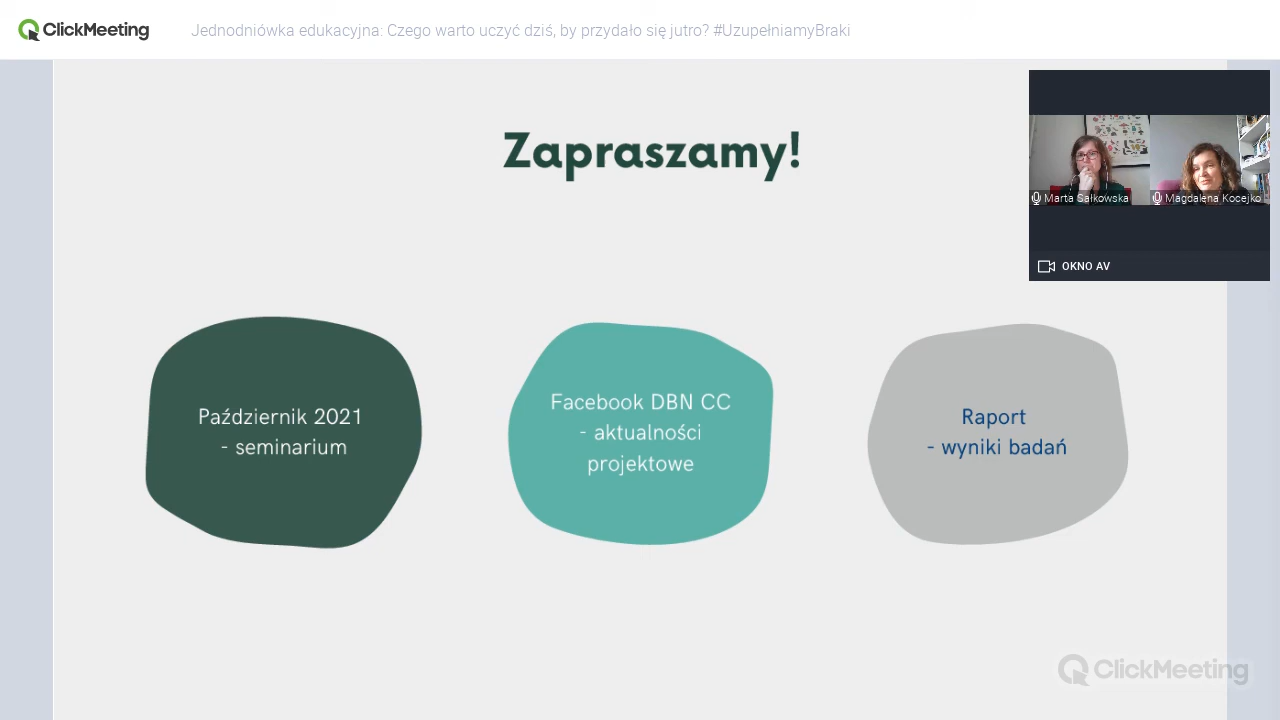 ClickMeeting
Jednodniówka edukacyjna: Czego warto uczyć dziś, by przydało się jutro? #UzupełniamyBraki
Zapraszamy!
Marta Sałkowska
Magdalena Kocejko
OKNO AV
Październik 2021
- seminarium
Facebook DBN CC
- aktualności
projektowe
Raport
- wyniki badań
ClickMeeting